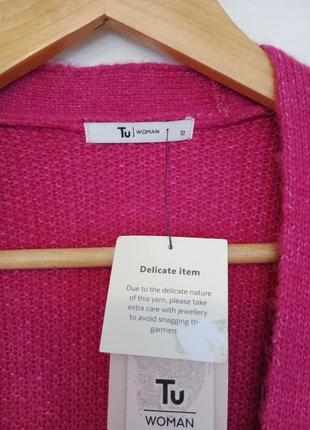 Tu | WOMAN 12
Delicate item
Due to the delicate nature
of this yarn, please take
extra care with jewellery
to avoid snagging the
garmen
Tu
WOMAN